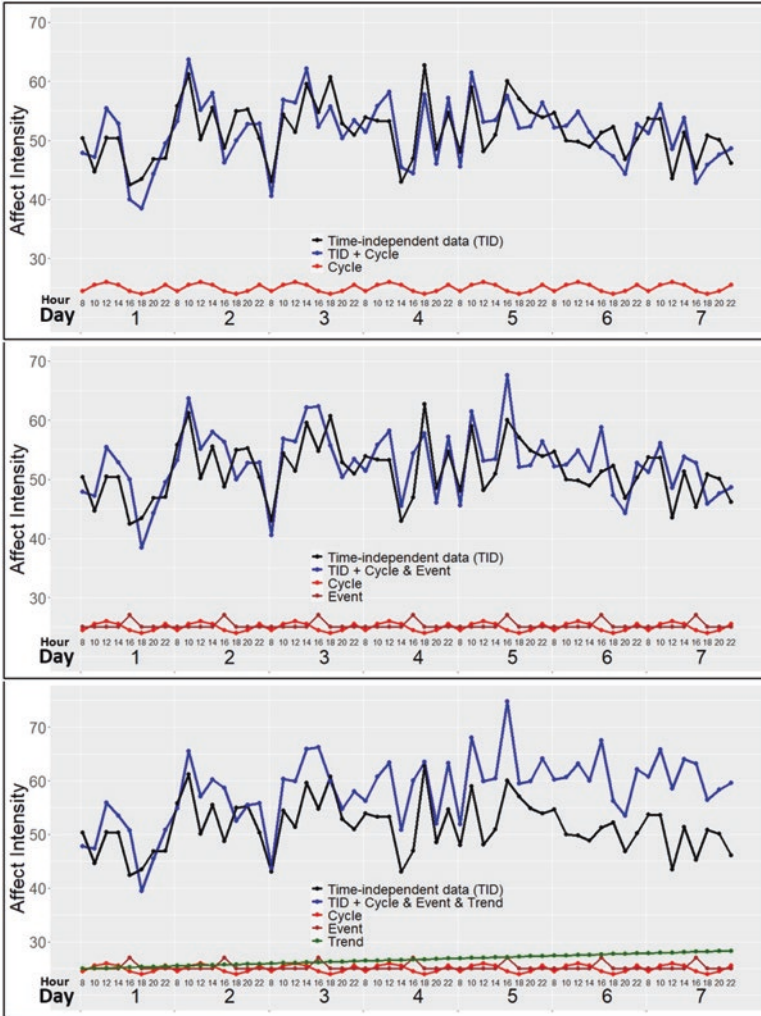 70
60
50
40
30
Affect Intensity
Time-independent data (TID)
TID + Cycle
Cycle
Hour 8 10 12 14 16 18 20 22 8 10 12 14 16 18 20 22 8 10 12 14 16 18 20 22 8 10 12 14 16 18 20 22 8 10 12 14 16 18 20 22 8 10 12 14 16 18 20 22 8 10 12 14 16 18 20 22
Day 1 2 3 4 5 6 7
70
60
50
40
30
Affect Intensity
Time-independent data (TID)
TID + Cycle & Event
Cycle
Event
Hour 8 10 12 14 16 18 20 22 8 10 12 14 16 18 20 22 8 10 12 14 16 18 20 22 8 10 12 14 16 18 20 22 8 10 12 14 16 18 20 22 8 10 12 14 16 18 20 22 8 10 12 14 16 18 20 22
Day 1 2 3 4 5 6 7
70
60
50
40
30
Affect Intensity
Time-independent data (TID)
TID + Cycle & Event & Trend
Cycle
Event
Trend
Hour 8 10 12 14 16 18 20 22 8 10 12 14 16 18 20 22 8 10 12 14 16 18 20 22 8 10 12 14 16 18 20 22 8 10 12 14 16 18 20 22 8 10 12 14 16 18 20 22 8 10 12 14 16 18 20 22
Day 1 2 3 4 5 6 7